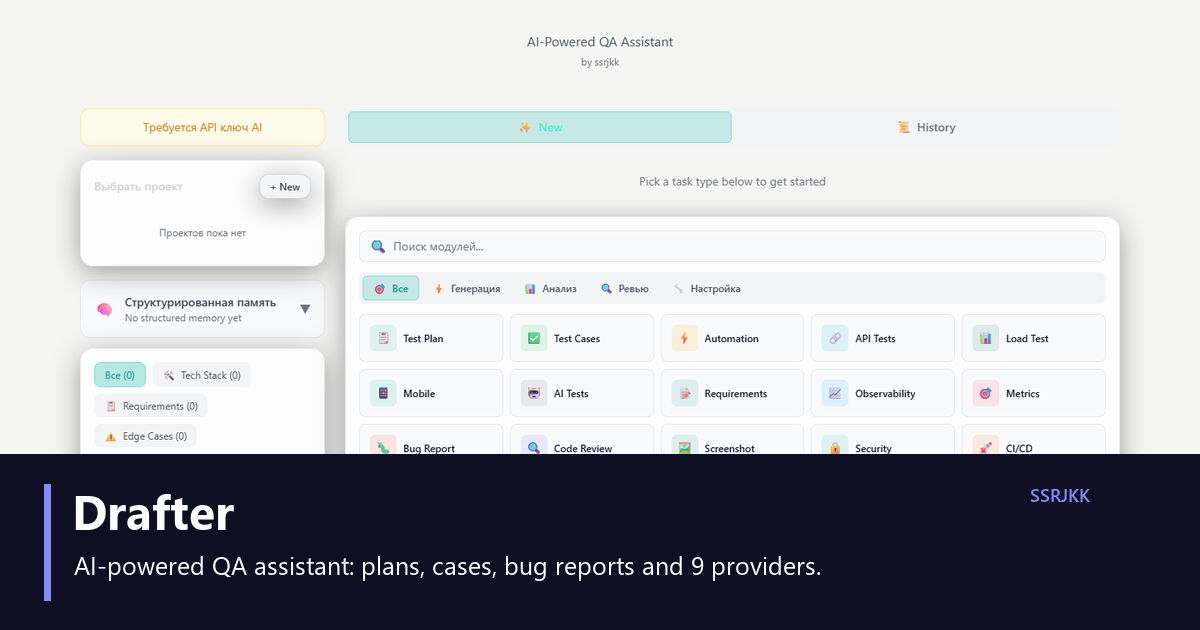 AI-Powered QA Assistant
by ssrjkk
Требуется API ключ AI
New
History
Выбрать проект
+ New
Проектов пока нет
Pick a task type below to get started
Поиск модулей...
Структурированная память
No structured memory yet
Все
Генерация
Анализ
Ревью
Настройка
Test Plan
Test Cases
Automation
API Tests
Load Test
Все (0)
Tech Stack (0)
Requirements (0)
Edge Cases (0)
Mobile
AI Tests
Requirements
Observability
Metrics
Bug Report
Code Review
Screenshot
Security
CI/CD
Drafter
SSRJKK
AI-powered QA assistant: plans, cases, bug reports and 9 providers.